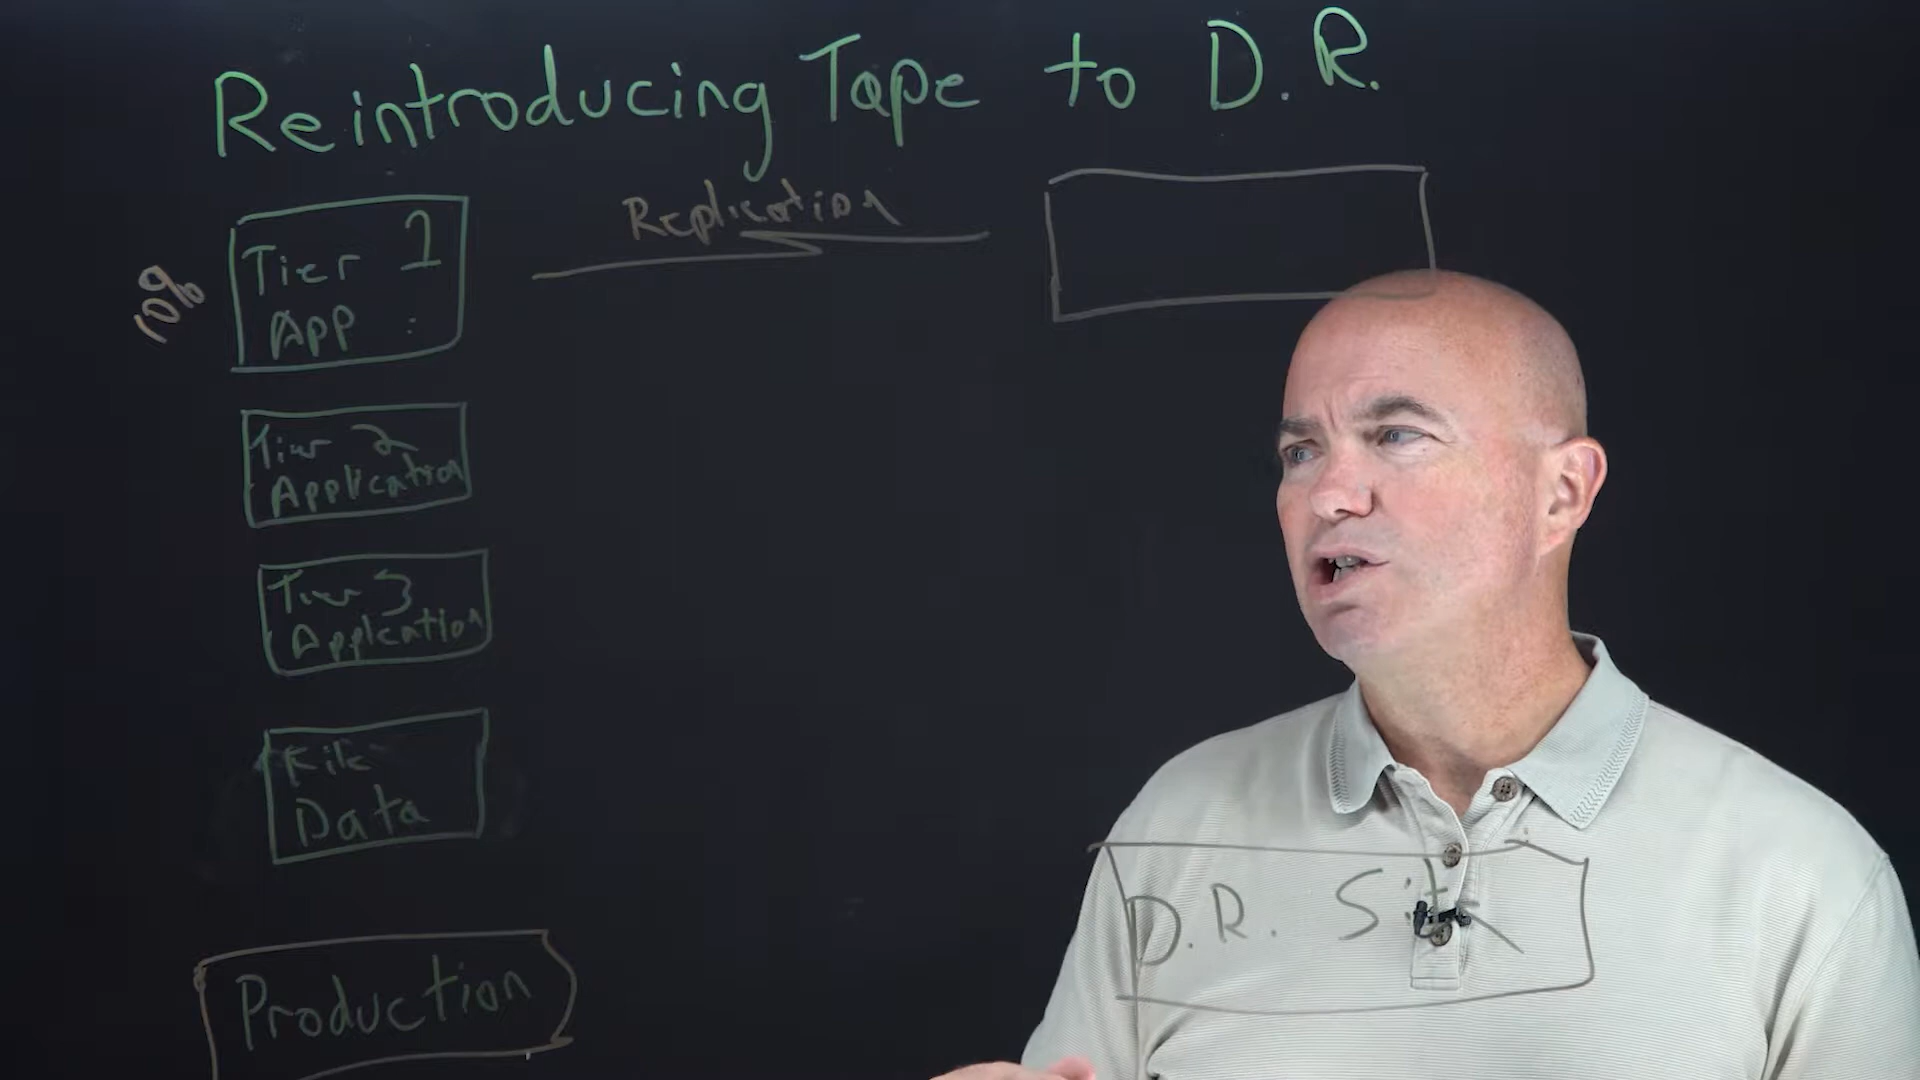 Reintroducing Tape to D.R.
Replication
10%
Tier 1
App :
Tier 2
Application
Tier 3
Application
File
Data
Production
D.R. Site